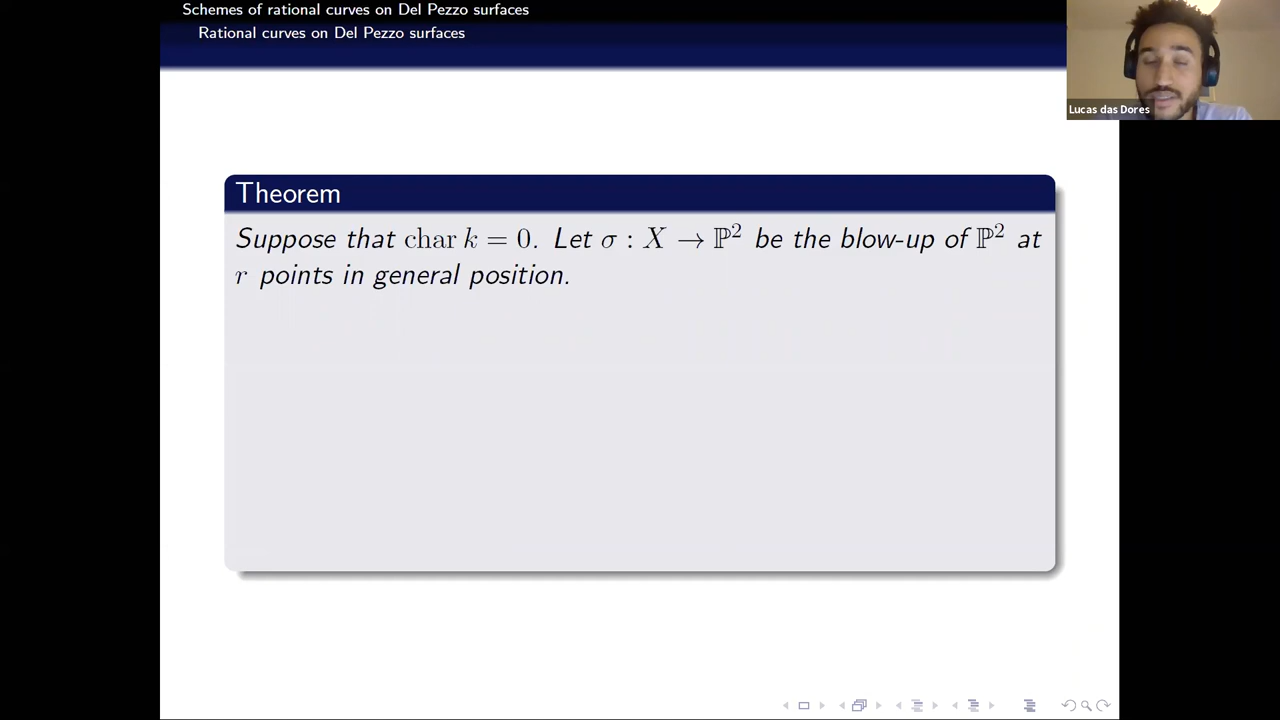 Schemes of rational curves on Del Pezzo surfaces
Rational curves on Del Pezzo surfaces
Lucas das Dores
Theorem
Suppose that char k = 0. Let σ : X → ℙ² be the blow-up of ℙ² at
r points in general position.